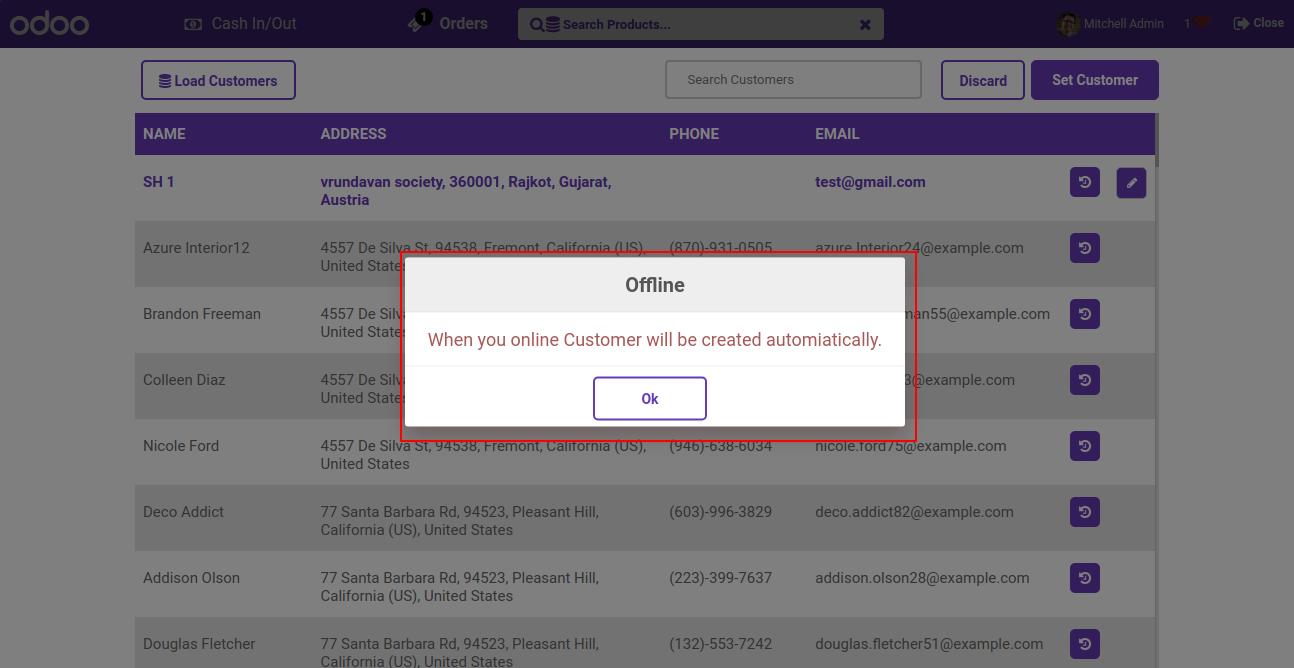 odoo
Cash In/Out
1
Orders
Search Products...
Mitchell Admin
1
Close
Load Customers
Search Customers
Discard
Set Customer
NAME ADDRESS PHONE EMAIL
SH 1 vrundavan society, 360001, Rajkot, Gujarat, test@gmail.com
Austria
Azure Interior12 4557 De Silva St, 94538, Fremont, California (US), (870)-931-0505 azure.Interior24@example.com
United States
Brandon Freeman 4557 De Silva man55@example.com
United States
Colleen Diaz 4557 De Silva 3@example.com
United States
Offline
When you online Customer will be created automiatically.
Ok
Nicole Ford 4557 De Silva St, 94538, Fremont, California (US), (946)-638-6034 nicole.ford75@example.com
United States
Deco Addict 77 Santa Barbara Rd, 94523, Pleasant Hill, (603)-996-3829 deco.addict82@example.com
California (US), United States
Addison Olson 77 Santa Barbara Rd, 94523, Pleasant Hill, (223)-399-7637 addison.olson28@example.com
California (US), United States
Douglas Fletcher 77 Santa Barbara Rd, 94523, Pleasant Hill, (132)-553-7242 douglas.fletcher51@example.com
California (US), United States